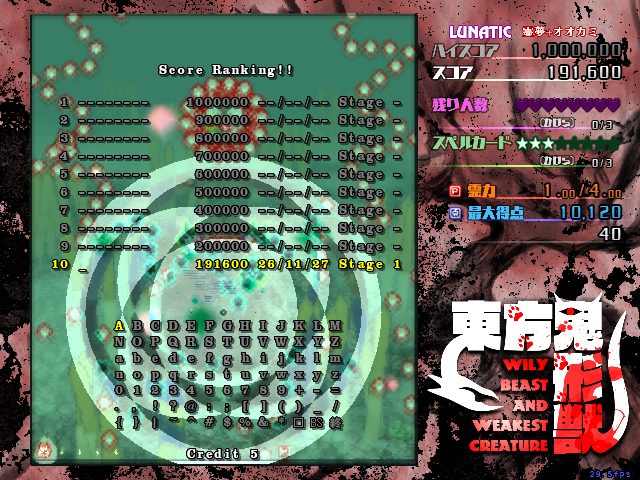 Score Ranking!!
1 -------- 1000000 --/--/-- Stage -
2 -------- 900000 --/--/-- Stage -
3 -------- 800000 --/--/-- Stage -
4 -------- 700000 --/--/-- Stage -
5 -------- 600000 --/--/-- Stage -
6 -------- 500000 --/--/-- Stage -
7 -------- 400000 --/--/-- Stage -
8 -------- 300000 --/--/-- Stage -
9 -------- 200000 --/--/-- Stage -
10 _ 191600 26/11/27 Stage 1
A B C D E F G H I J K L M
N O P Q R S T U V W X Y Z
a b c d e f g h i j k l m
n o p q r s t u v w x y z
0 1 2 3 4 5 6 7 8 9 + - =
. , ! ? @ : ; [ ] ( ) _ /
{ } | ~ ^ # $ % & * 口 BS 終
Credit 5
LUNATIC 霊夢+オオカミ
ハイスコア 1,000,000
スコア 191,600
残り人数
(かけら) 0/3
スペルカード ★★★
(かけら) 0/3
P 霊力 1.00/4.00
最大得点 10,120
40
東方鬼形獣
WILY
BEAST
AND
WEAKEST
CREATURE